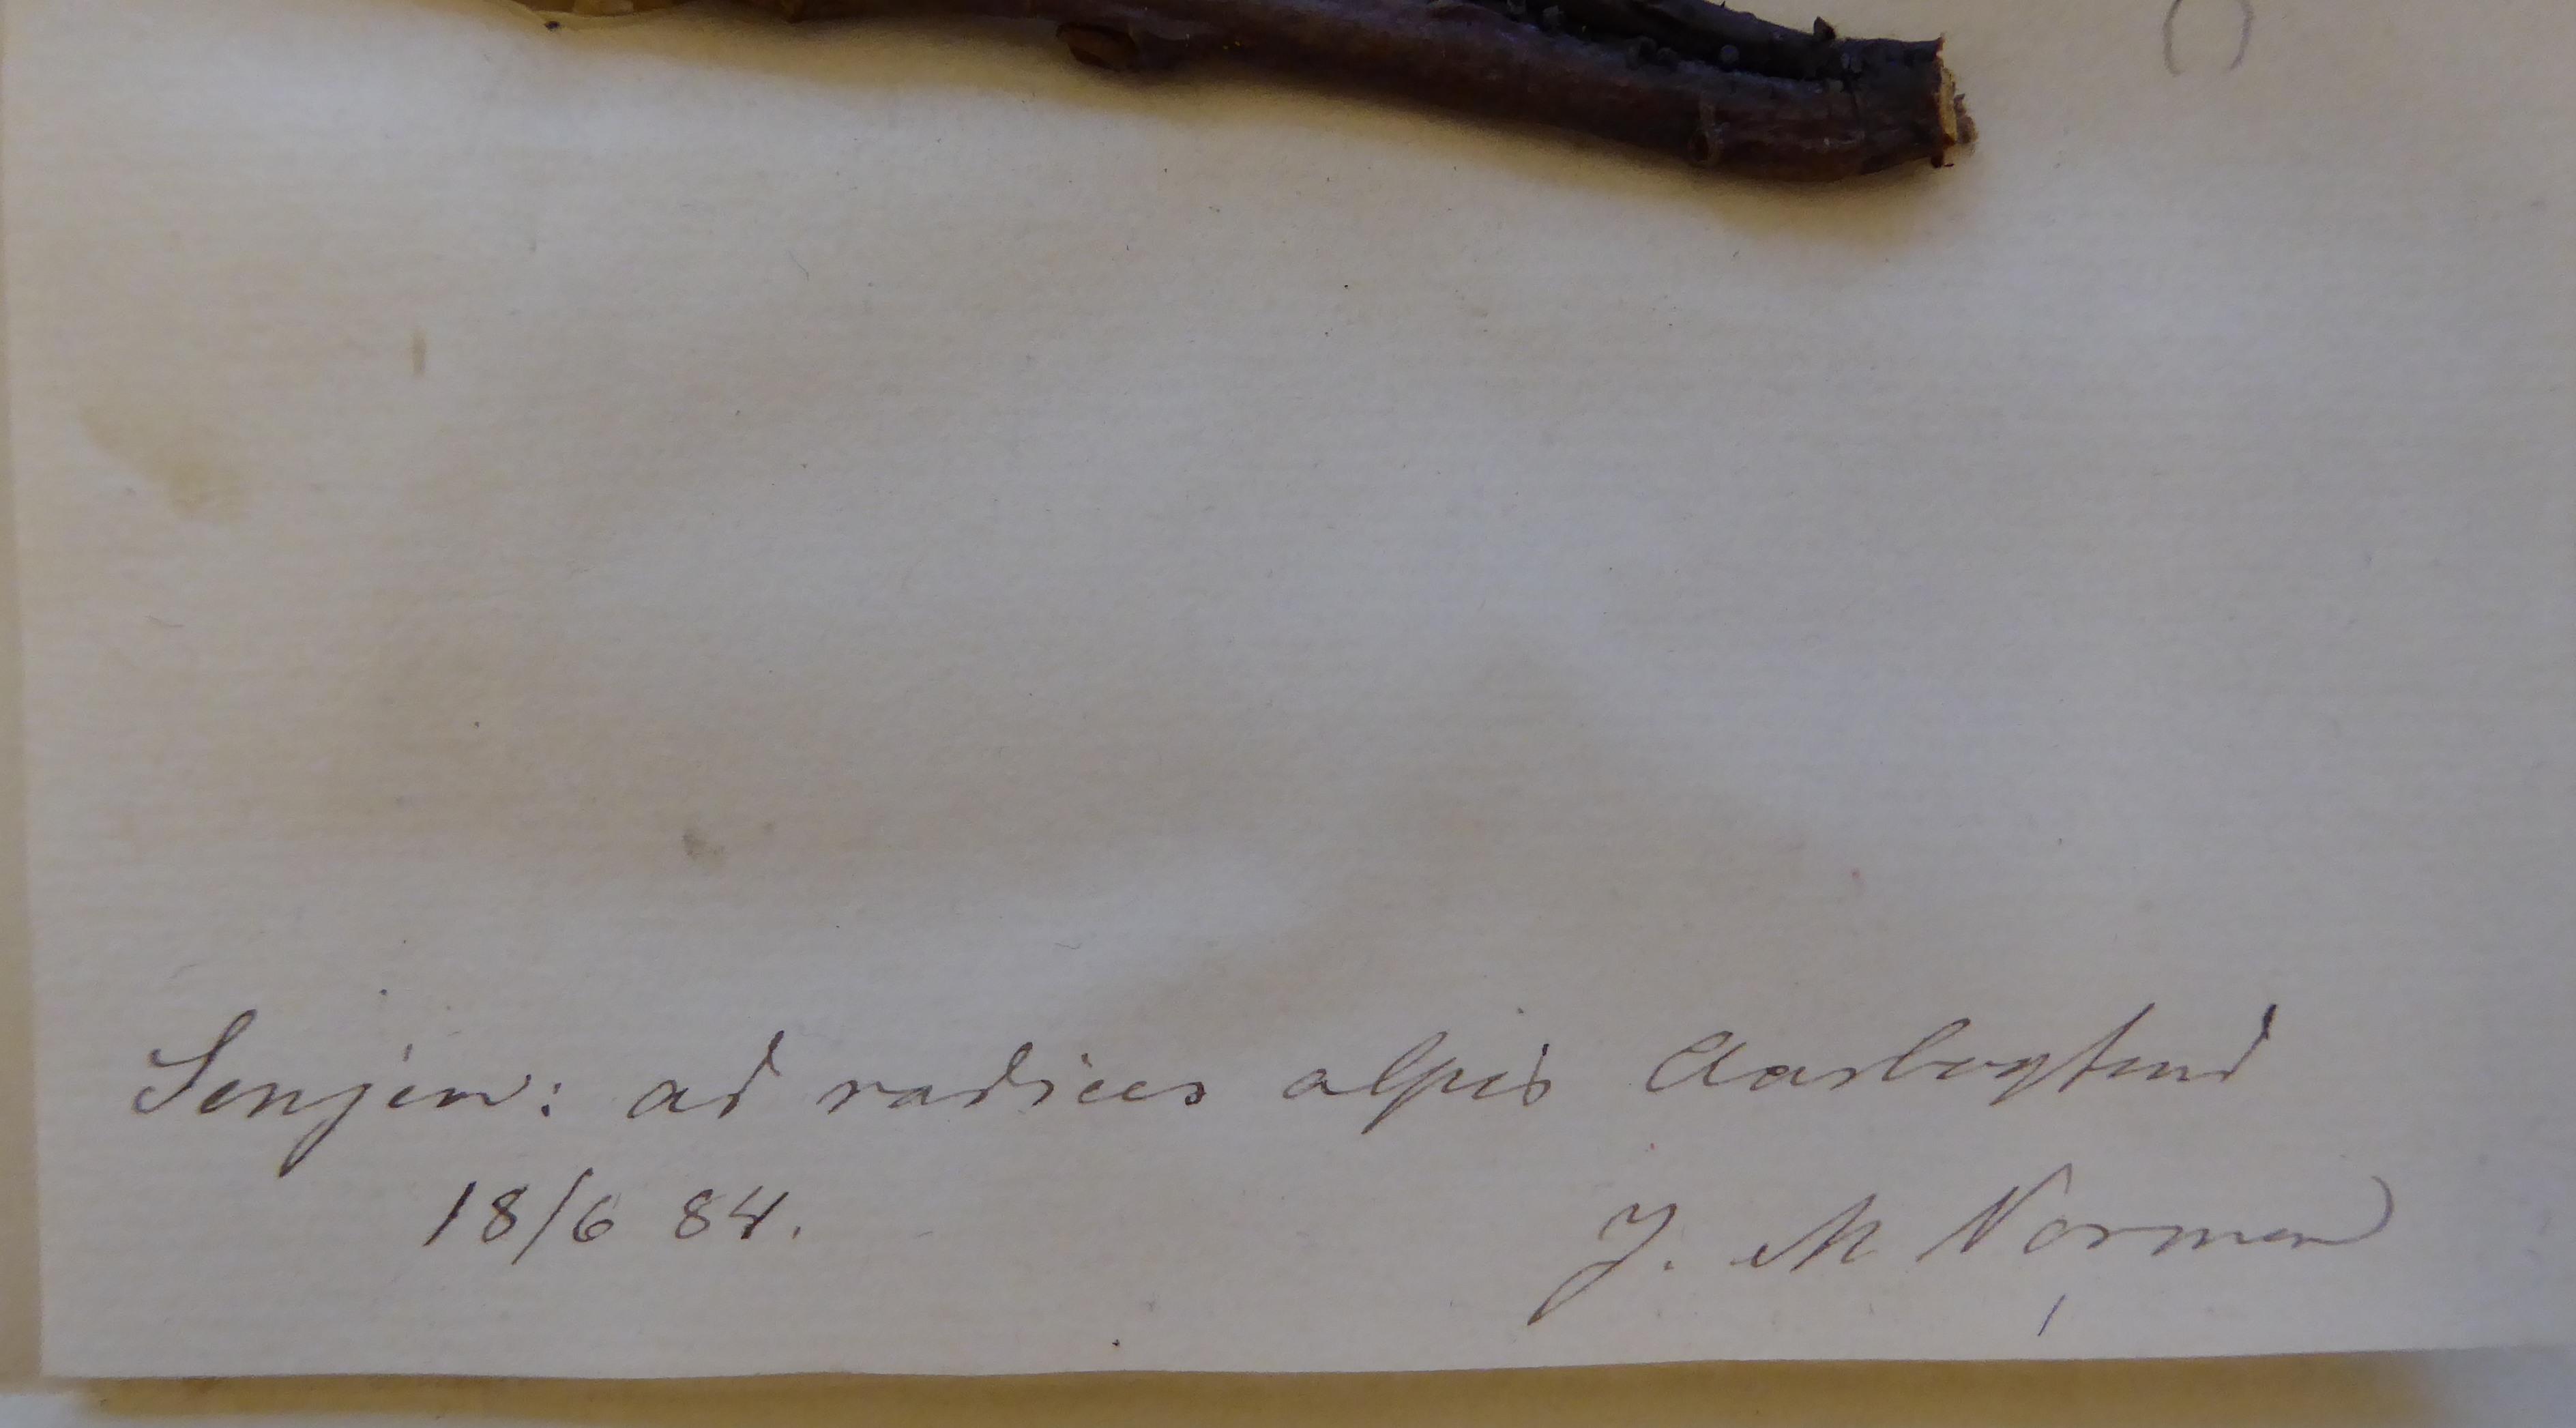 Senjen: ad radices alpis Aarbogtind
18/6 84.
J. M Norman